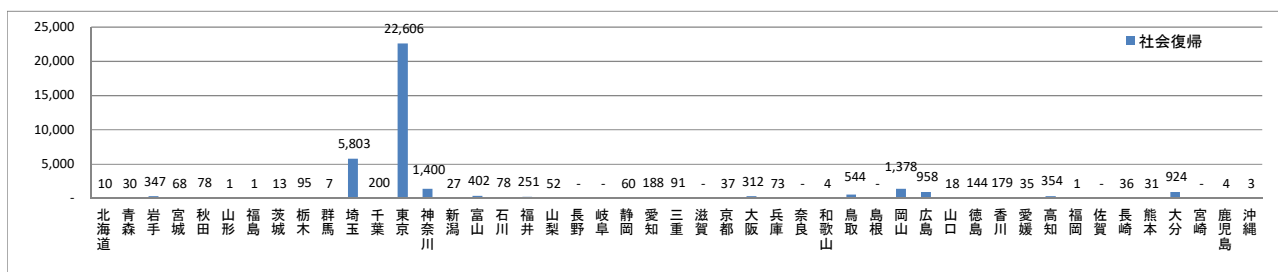 25,000
20,000
15,000
10,000
5,000
-
社会復帰
10 30 347 68 78 1 1 13 95 7 5,803 200 22,606 1,400 27 402 78 251 52 - - 60 188 91 - 37 312 73 - 4 544 - 1,378 958 18 144 179 35 354 1 - 36 31 924 - 4 3
北海道 青森 岩手 宮城 秋田 山形 福島 茨城 栃木 群馬 埼玉 千葉 東京 神奈川 新潟 富山 石川 福井 山梨 長野 岐阜 静岡 愛知 三重 滋賀 京都 大阪 兵庫 奈良 和歌山 鳥取 島根 岡山 広島 山口 徳島 香川 愛媛 高知 福岡 佐賀 長崎 熊本 大分 宮崎 鹿児島 沖縄